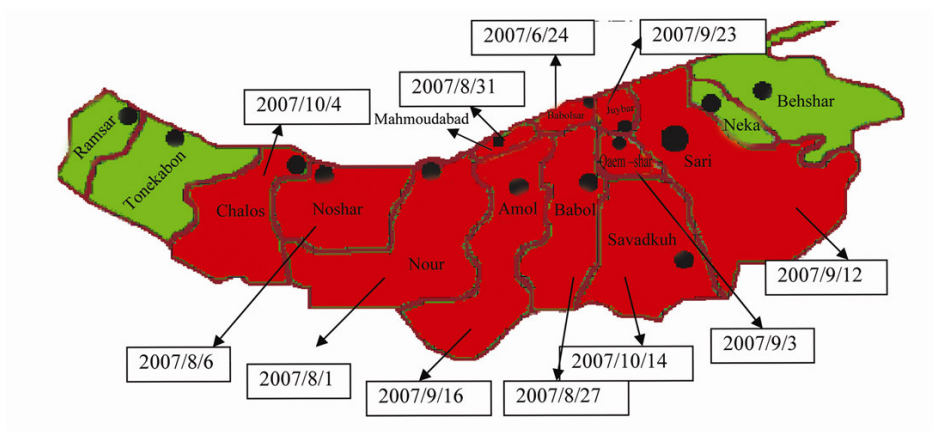 2007/6/24
2007/9/23
2007/8/31
2007/10/4
Mahmoudabad
Babolsar
Juybar
Behshar
Neka
Ramsar
Tonekabon
Qaem-shar
Sari
Chalos
Noshar
Amol
Babol
Savadkuh
Nour
2007/9/12
2007/9/3
2007/8/6
2007/8/1
2007/9/16
2007/10/14
2007/8/27